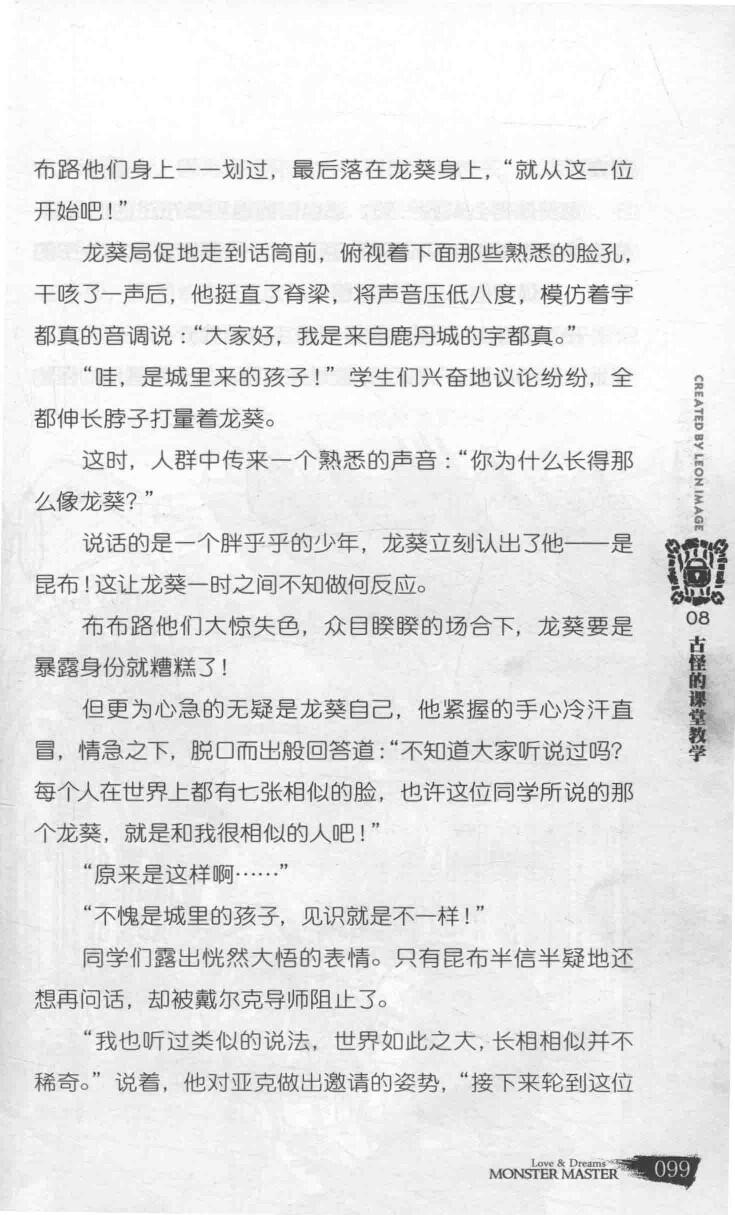 布路他们身上一一划过，最后落在龙葵身上，“就从这一位
开始吧！”
龙葵局促地走到话筒前，俯视着下面那些熟悉的脸孔，
干咳了一声后，他挺直了脊梁，将声音压低八度，模仿着宇
都真的音调说：“大家好，我是来自鹿丹城的宇都真。”
“哇，是城里来的孩子！”学生们兴奋地议论纷纷，全
都伸长脖子打量着龙葵。
这时，人群中传来一个熟悉的声音：“你为什么长得那
么像龙葵？”
说话的是一个胖乎乎的少年，龙葵立刻认出了他——是
昆布！这让龙葵一时之间不知做何反应。
布布路他们大惊失色，众目睽睽的场合下，龙葵要是
暴露身份就糟糕了！
但更为心急的无疑是龙葵自己，他紧握的手心冷汗直
冒，情急之下，脱口而出般回答道：“不知道大家听说过吗？
每个人在世界上都有七张相似的脸，也许这位同学所说的那
个龙葵，就是和我很相似的人吧！”
“原来是这样啊……”
“不愧是城里的孩子，见识就是不一样！”
同学们露出恍然大悟的表情。只有昆布半信半疑地还
想再问话，却被戴尔克导师阻止了。
“我也听过类似的说法，世界如此之大，长相相似并不
稀奇。”说着，他对亚克做出邀请的姿势，“接下来轮到这位
CREATED BY LEON IMAGE
08
古怪的课堂教学
Love & Dreams
MONSTER MASTER
099